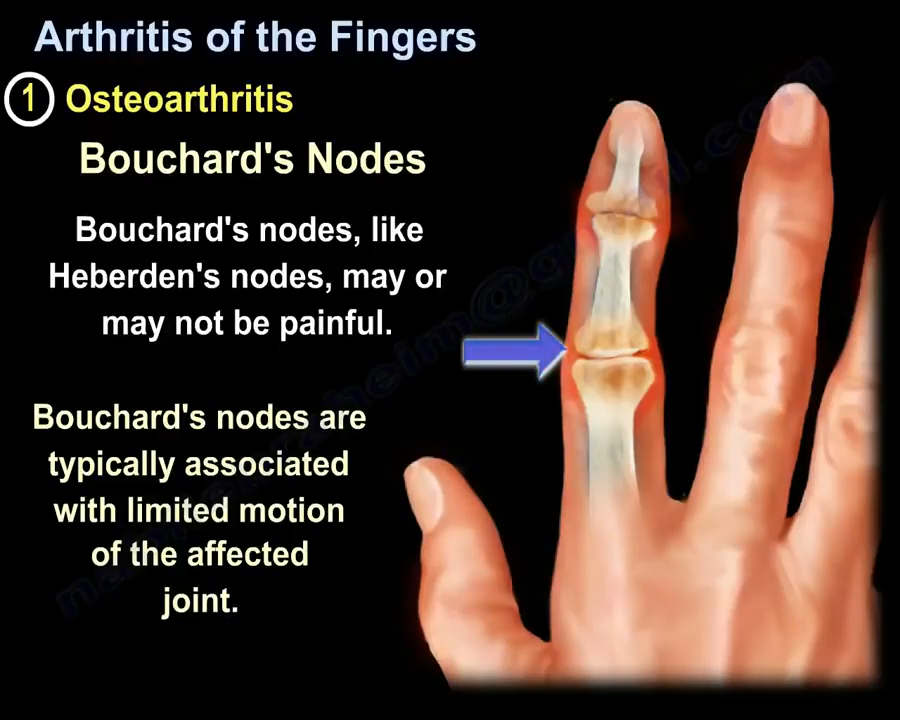 Arthritis of the Fingers
1 Osteoarthritis
Bouchard's Nodes
Bouchard's nodes, like
Heberden's nodes, may or
may not be painful.
Bouchard's nodes are
typically associated
with limited motion
of the affected
joint.